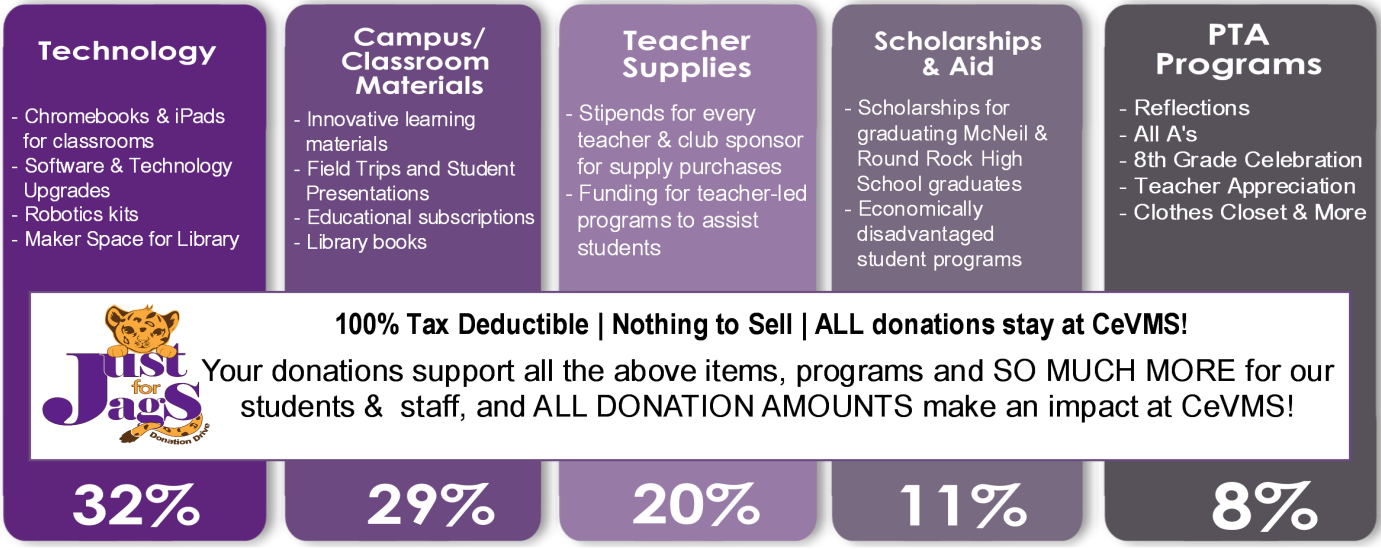 Technology
- Chromebooks & iPads
for classrooms
- Software & Technology
Upgrades
- Robotics kits
- Maker Space for Library
Campus/
Classroom
Materials
- Innovative learning
materials
- Field Trips and Student
Presentations
- Educational subscriptions
- Library books
Teacher
Supplies
- Stipends for every
teacher & club sponsor
for supply purchases
- Funding for teacher-led
programs to assist
students
Scholarships
& Aid
- Scholarships for
graduating McNeil &
Round Rock High
School graduates
- Economically
disadvantaged
student programs
PTA
Programs
- Reflections
- All A's
- 8th Grade Celebration
- Teacher Appreciation
- Clothes Closet & More
Just
for
Jags
Donation Drive
100% Tax Deductible | Nothing to Sell | ALL donations stay at CeVMS!
Your donations support all the above items, programs and SO MUCH MORE for our
students & staff, and ALL DONATION AMOUNTS make an impact at CeVMS!
32%
29%
20%
11%
8%